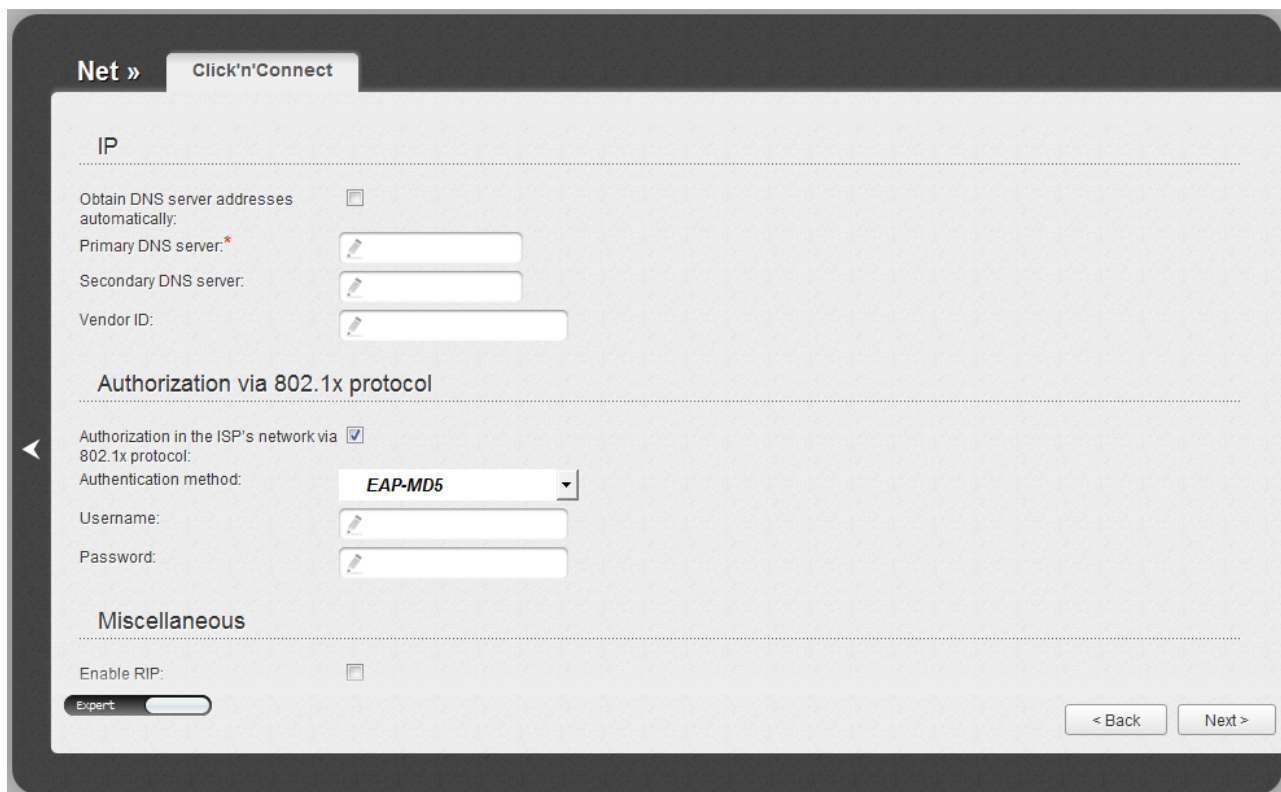 Net »
Click'n'Connect
IP
Obtain DNS server addresses
automatically:
Primary DNS server:*
Secondary DNS server:
Vendor ID:
Authorization via 802.1x protocol
Authorization in the ISP's network via
802.1x protocol:
Authentication method:
EAP-MD5
Username:
Password:
Miscellaneous
Enable RIP:
Expert
< Back
Next >